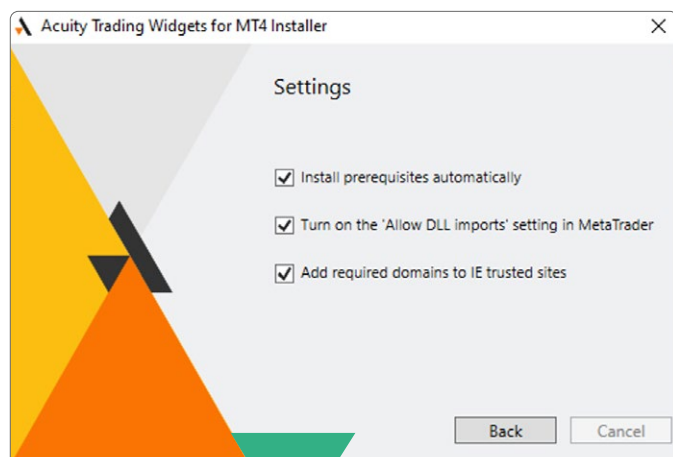 Acuity Trading Widgets for MT4 Installer
Settings
Install prerequisites automatically
Turn on the 'Allow DLL imports' setting in MetaTrader
Add required domains to IE trusted sites
Back
Cancel